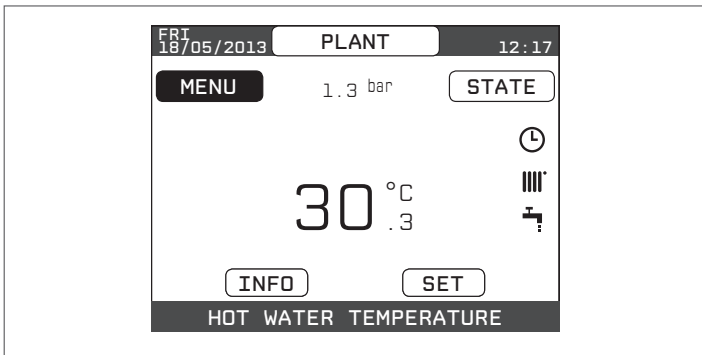 FRI
18/05/2013 PLANT 12:17
MENU 1.3 bar STATE
30.3 °C
INFO SET
HOT WATER TEMPERATURE